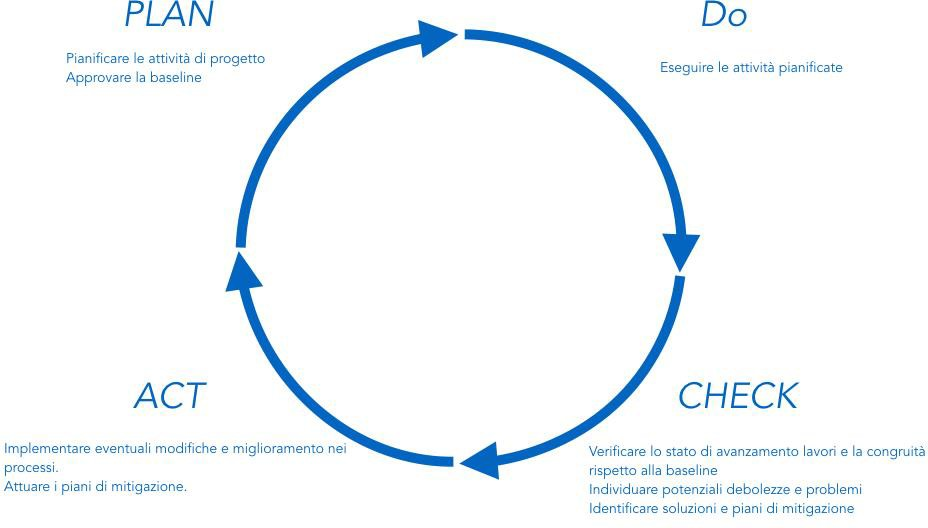 PLAN
Pianificare le attività di progetto
Approvare la baseline
Do
Eseguire le attività pianificate
CHECK
Verificare lo stato di avanzamento lavori e la congruità
rispetto alla baseline
Individuare potenziali debolezze e problemi
Identificare soluzioni e piani di mitigazione
ACT
Implementare eventuali modifiche e miglioramento nei
processi.
Attuare i piani di mitigazione.